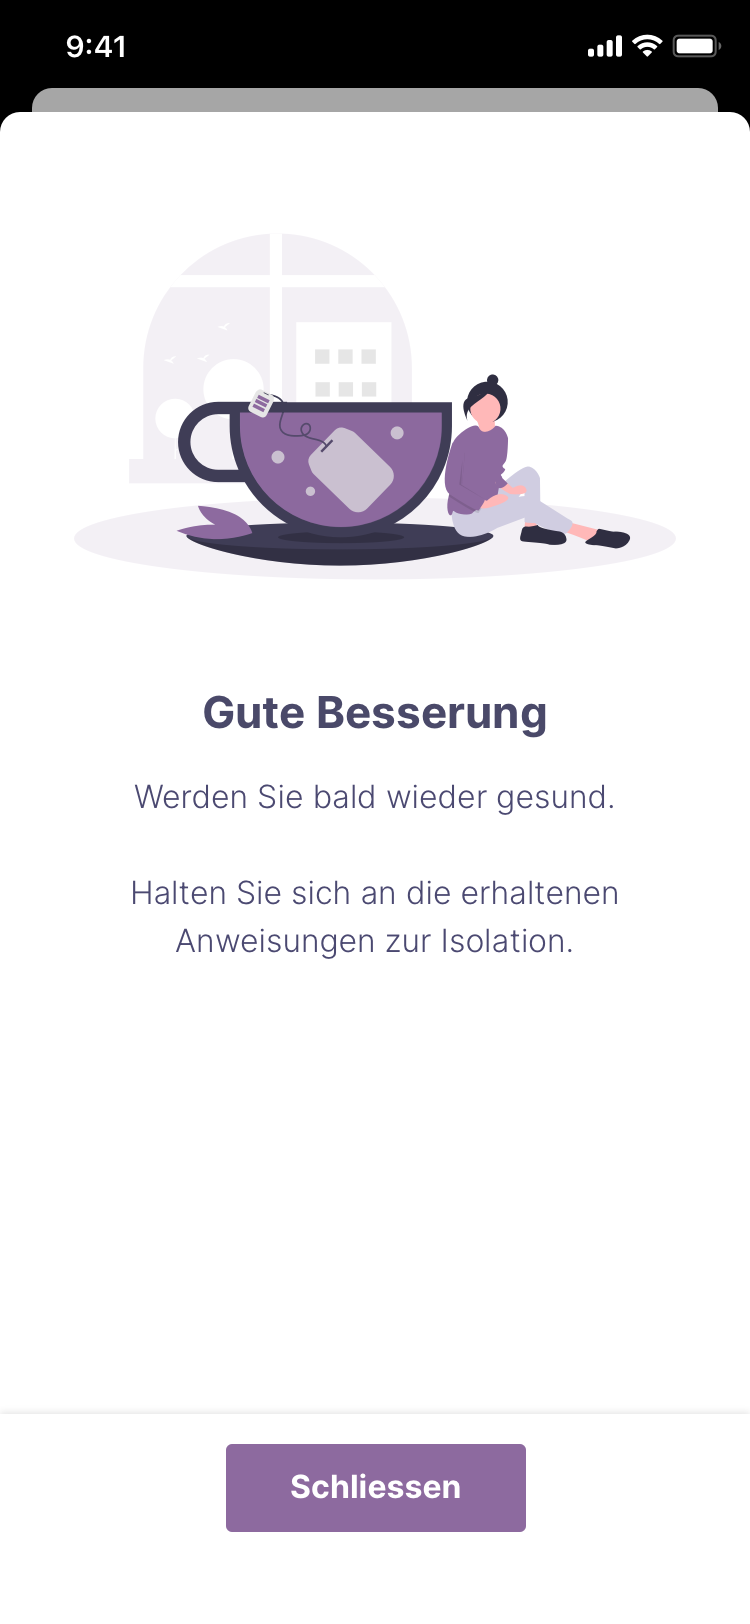 9:41
Gute Besserung
Werden Sie bald wieder gesund.
Halten Sie sich an die erhaltenen
Anweisungen zur Isolation.
Schliessen